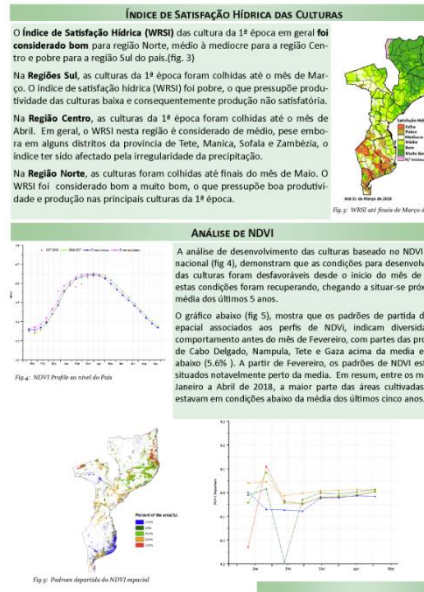 ÍNDICE DE SATISFAÇÃO HÍDRICA DAS CULTURAS
O Índice de Satisfação Hídrica (WRSI) das cultura da 1ª época em geral foi
considerado bom para região Norte, médio à medíocre para a região Cen-
tro e pobre para a região Sul do país.(fig. 3)
Na Regiões Sul, as culturas da 1ª época foram colhidas até o mês de Mar-
ço. O índice de satisfação hídrica (WRSI) foi pobre, o que pressupõe produ-
tividade das culturas baixa e consequentemente produção não satisfatória.
Na Região Centro, as culturas da 1ª época foram colhidas até o mês de
Abril. Em geral, o WRSI nesta região é considerado de médio, pese embo-
ra em alguns distritos da província de Tete, Manica, Sofala e Zambézia, o
índice ter sido afectado pela irregularidade da precipitação.
Na Região Norte, as culturas foram colhidas até finais do mês de Maio. O
WRSI foi considerado bom a muito bom, o que pressupõe boa produtivi-
dade e produção nas principais culturas da 1ª época.
Até 31 de Março de 2018
Fig.3: WRSI até finais de Março d
ANÁLISE DE NDVI
A análise de desenvolvimento das culturas baseado no NDVI
nacional (fig 4), demonstram que as condições para desenvolv
das culturas foram desfavoráveis desde o inicio do mês de
estas condições foram recuperando, chegando a situar-se próx
média dos últimos 5 anos.
O gráfico abaixo (fig 5), mostra que os padrões de partida d
epacial associados aos perfis de NDVi, indicam diversida
comportamento antes do mês de Fevereiro, com partes das pro
de Cabo Delgado, Nampula, Tete e Gaza acima da media e
abaixo (5.6% ). A partir de Fevereiro, os padrões de NDVI est
situados notavelmente perto da media. Em resum, entre os m
Janeiro a Abril de 2018, a maior parte das áreas cultivadas
estavam em condições abaixo da média dos últimos cinco anos.
Fig.4: NDVI Profile ao nível do País
Percent of the area(%)
Fig.5: Padroes departida do NDVI espacial